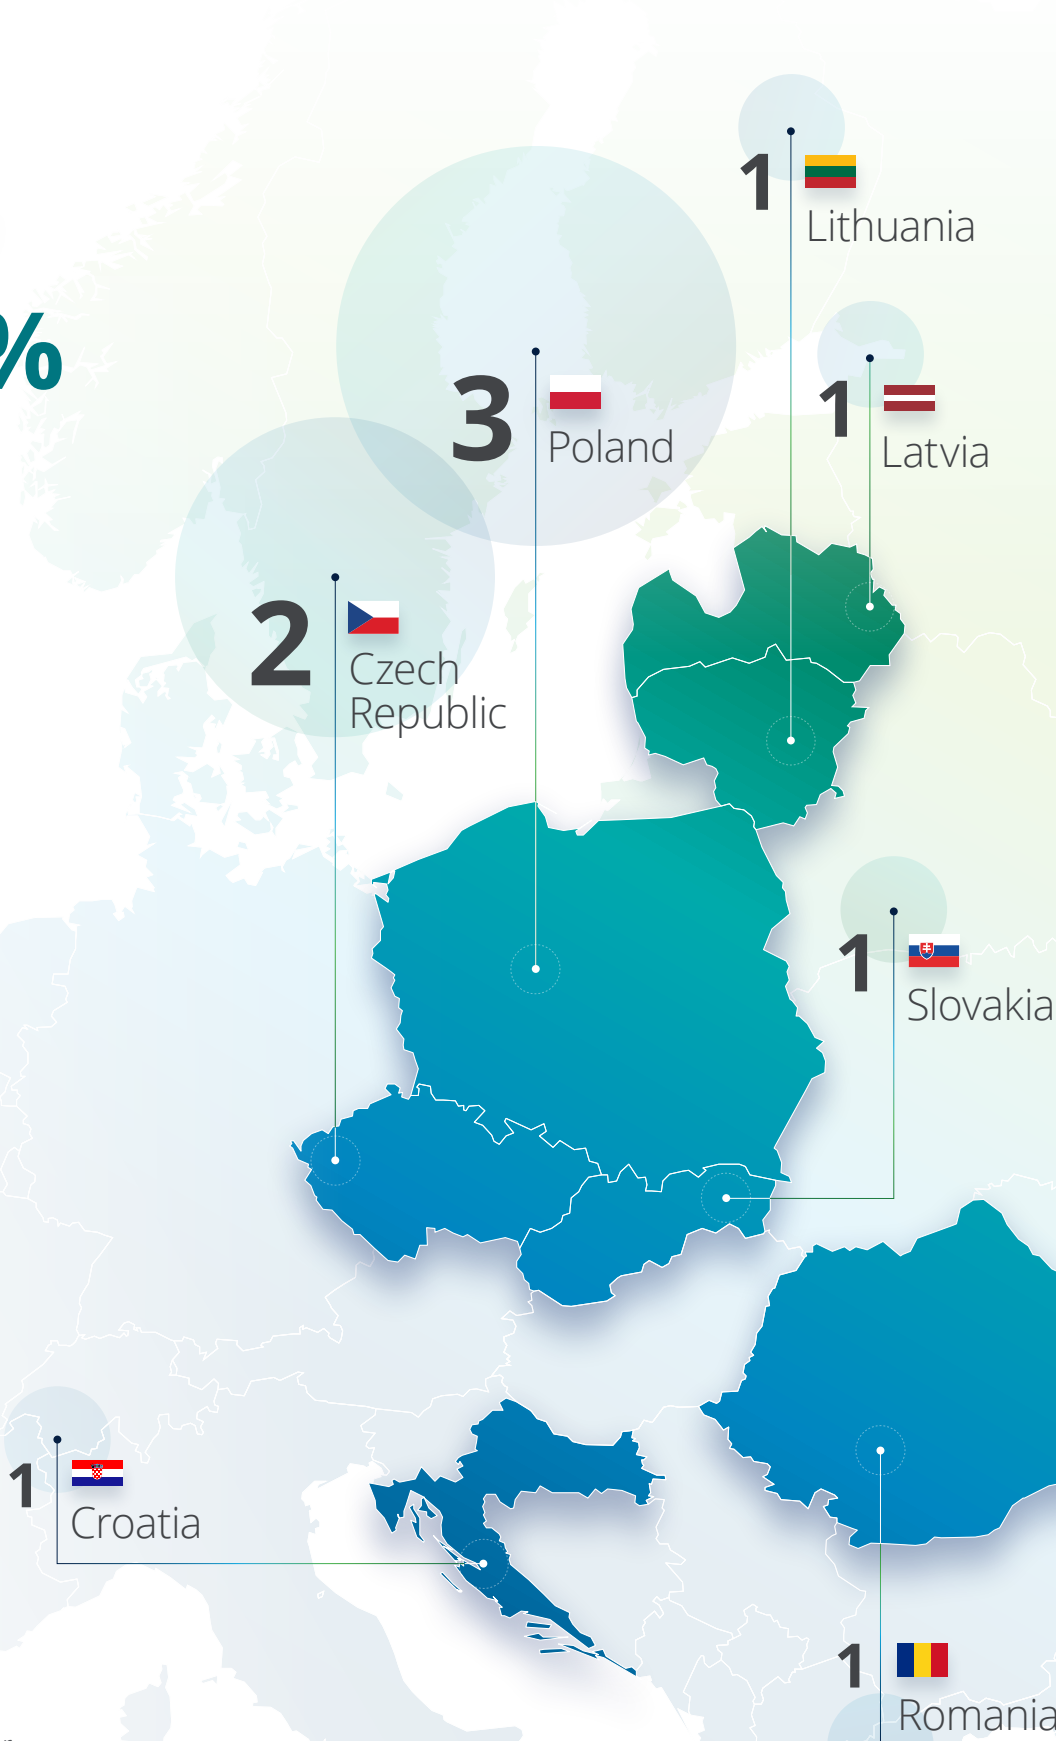 1
Lithuania
%
3
Poland
1
Latvia
2
Czech
Republic
1
Slovakia
1
Croatia
1
Romania